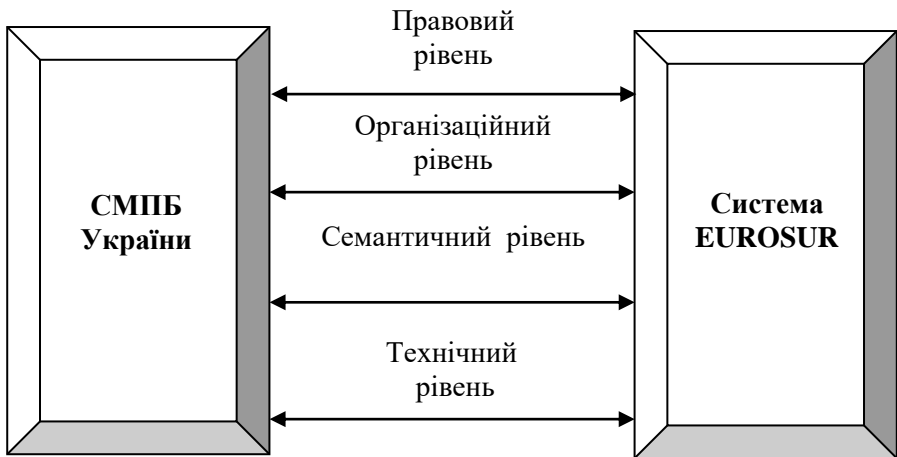 Правовий
рівень
Організаційний
рівень
СМПБ
України
Семантичний рівень
Система
EUROSUR
Технічний
рівень